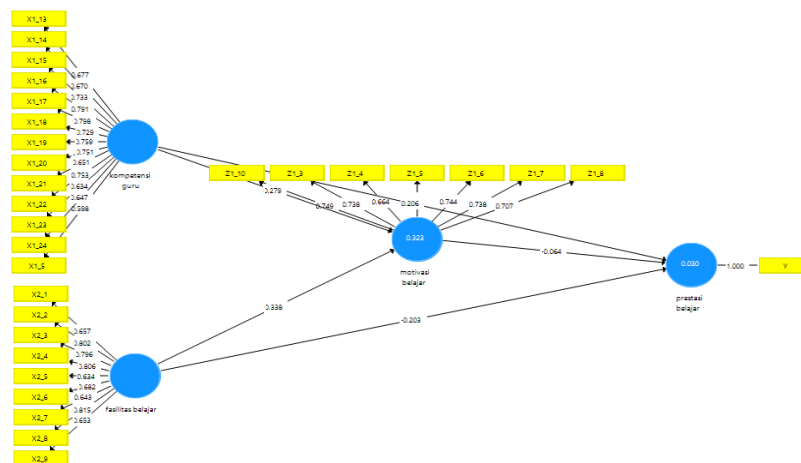 X1_13
X1_14
X1_15
X1_16
X1_17
X1_18
X1_19
X1_20
X1_21
X1_22
X1_23
X1_24
X1_5
0.677
0.670
0.733
0.791
0.798
0.729
0.759
0.751
0.651
0.753
0.634
0.647
0.598
kompetensi
guru
Z1_10
Z1_3
Z1_4
Z1_5
Z1_6
Z1_7
Z1_8
0.279
0.749
0.738
0.664
0.206
0.744
0.738
0.707
0.323
motivasi
belajar
-0.064
0.030
1.000
Y
prestasi
belajar
0.338
-0.203
X2_1
X2_2
X2_3
X2_4
X2_5
X2_6
X2_7
X2_8
X2_9
0.657
0.802
0.796
0.806
0.634
0.682
0.643
0.815
0.653
fasilitas belajar